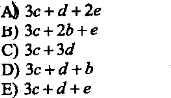 A) 3c + d + 2e
B) 3c + 2b + e
C) 3c + 3d
D) 3c + d + b
E) 3c + d + e